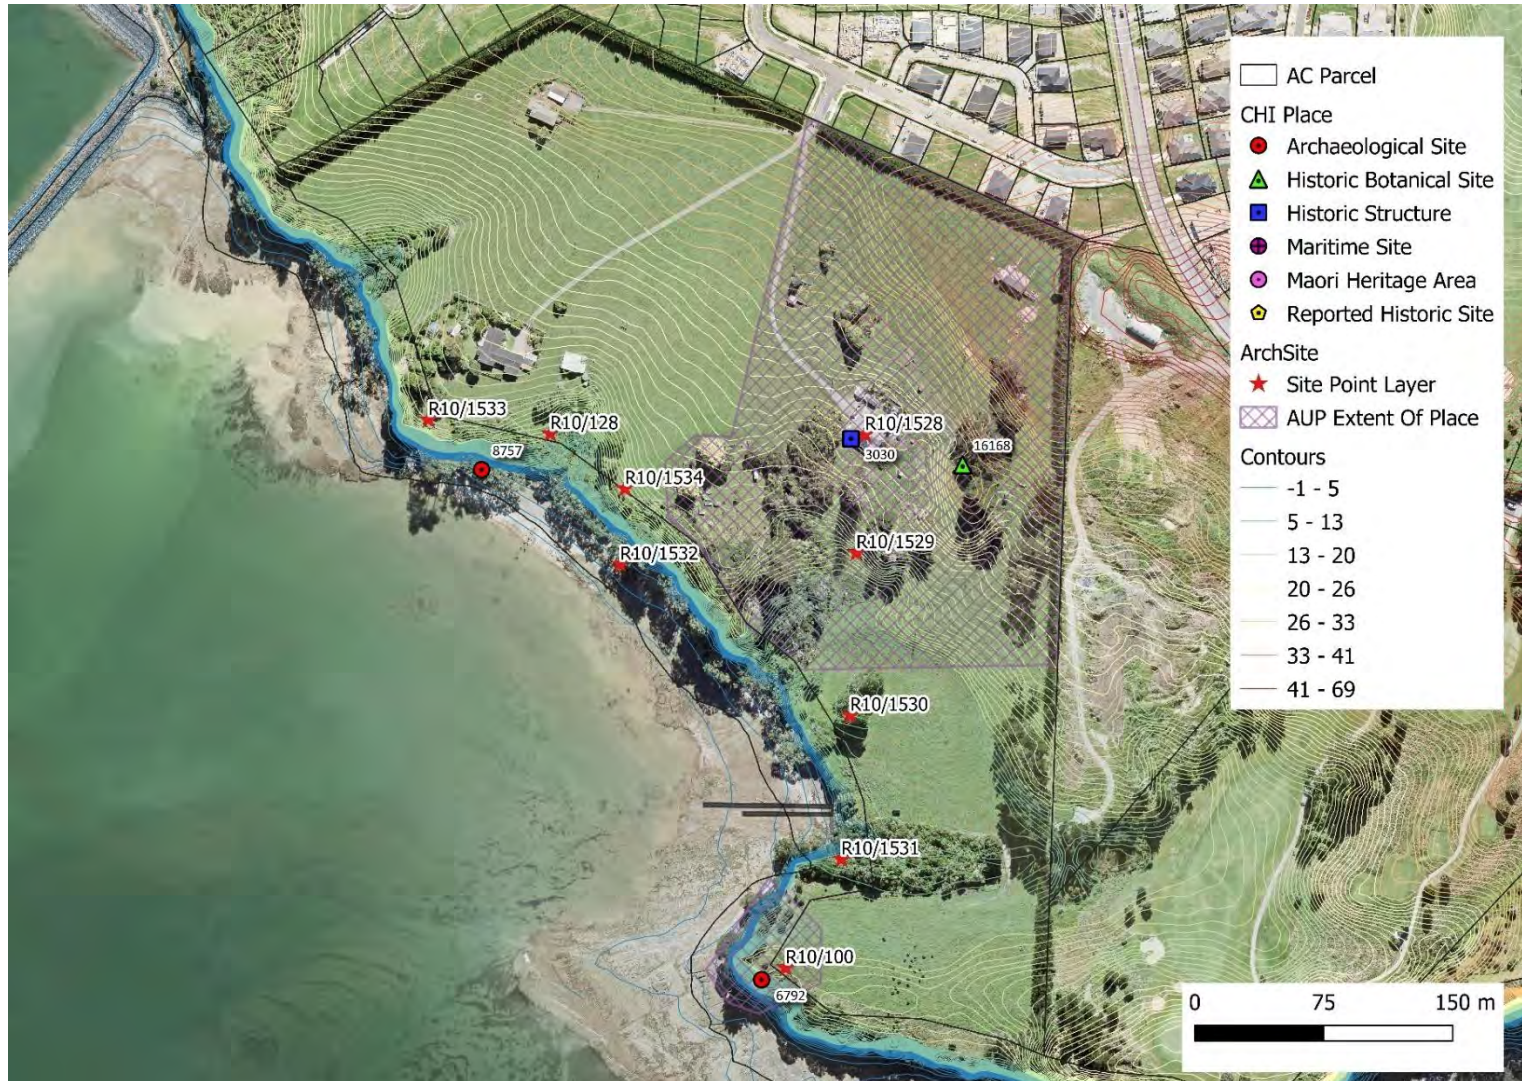 AC Parcel
CHI Place
Archaeological Site
Historic Botanical Site
Historic Structure
Maritime Site
Maori Heritage Area
Reported Historic Site
ArchSite
Site Point Layer
AUP Extent Of Place
Contours
-1 - 5
5 - 13
13 - 20
20 - 26
26 - 33
33 - 41
41 - 69
R10/1533
R10/128
8757
R10/1534
R10/1532
R10/1528
3030
16168
R10/1529
R10/1530
R10/1531
R10/100
6792
0 75 150 m